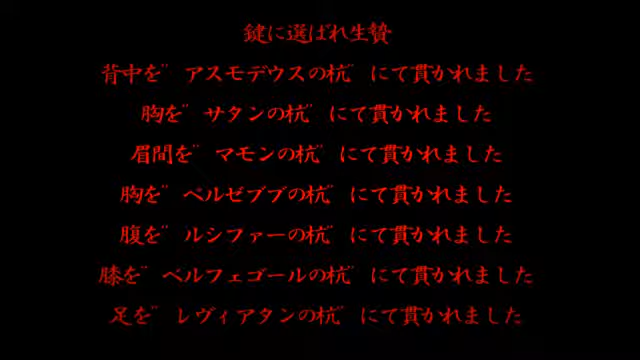 鍵に選ばれ生贄
背中を〝アスモデウスの杭〟にて貫かれました
胸を〝サタンの杭〟にて貫かれました
眉間を〝マモンの杭〟にて貫かれました
胸を〝ベルゼブブの杭〟にて貫かれました
腹を〝ルシファーの杭〟にて貫かれました
膝を〝ベルフェゴールの杭〟にて貫かれました
足を〝レヴィアタンの杭〟にて貫かれました